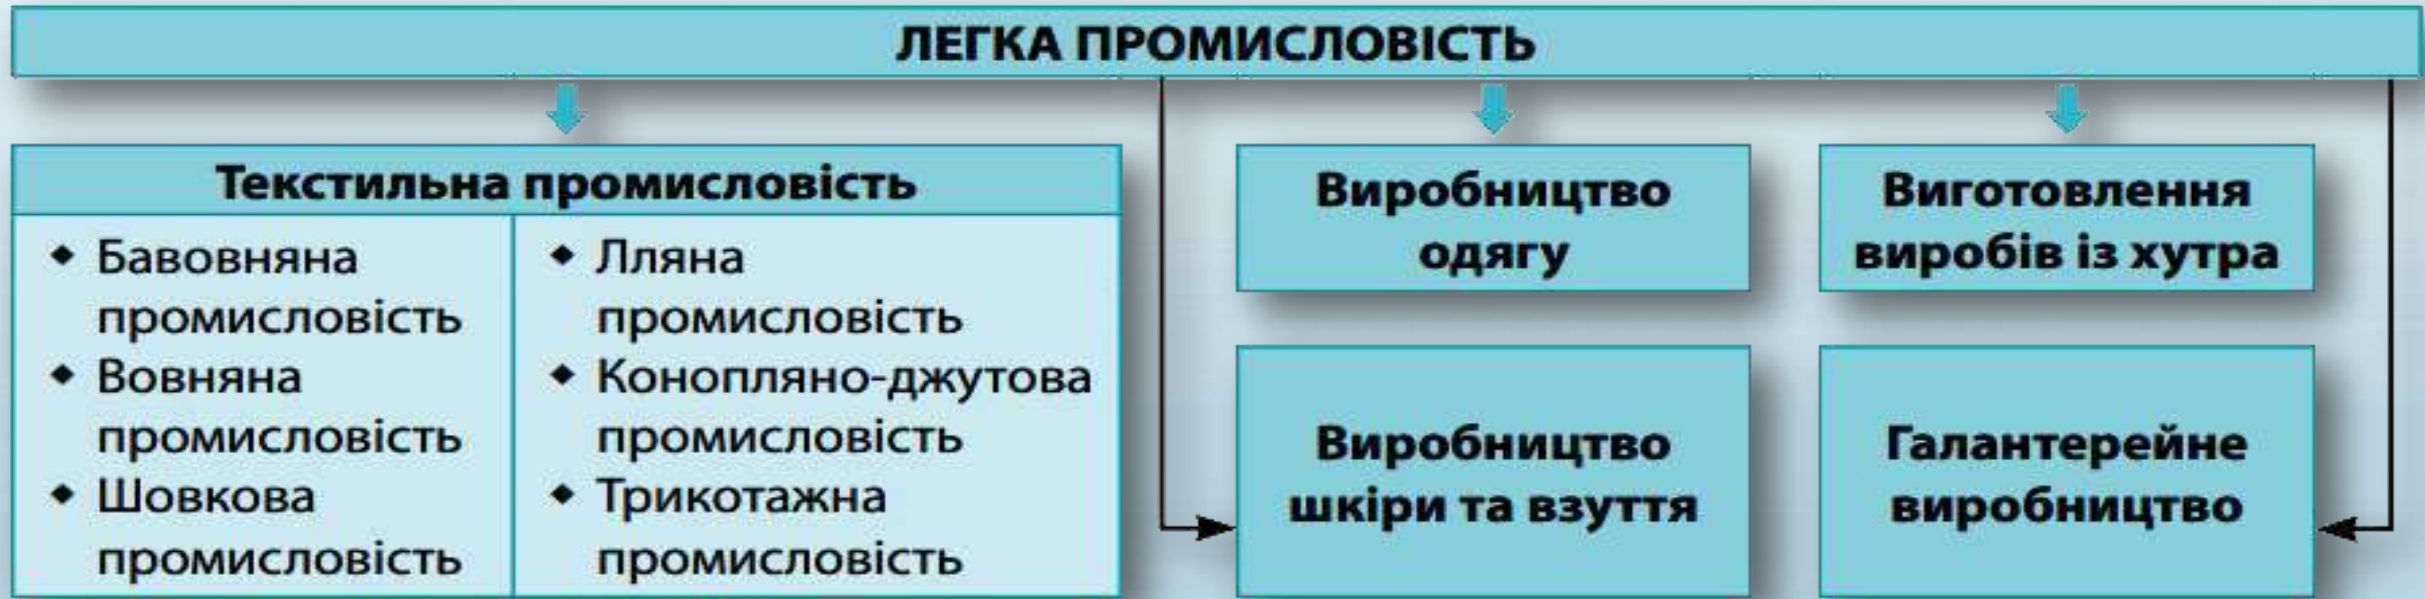 ЛЕГКА ПРОМИСЛОВІСТЬ
Текстильна промисловість
◆ Бавовняна
промисловість
◆ Вовняна
промисловість
◆ Шовкова
промисловість
◆ Лляна
промисловість
◆ Конопляно-джутова
промисловість
◆ Трикотажна
промисловість
Виробництво
одягу
Виготовлення
виробів із хутра
Виробництво
шкіри та взуття
Галантерейне
виробництво